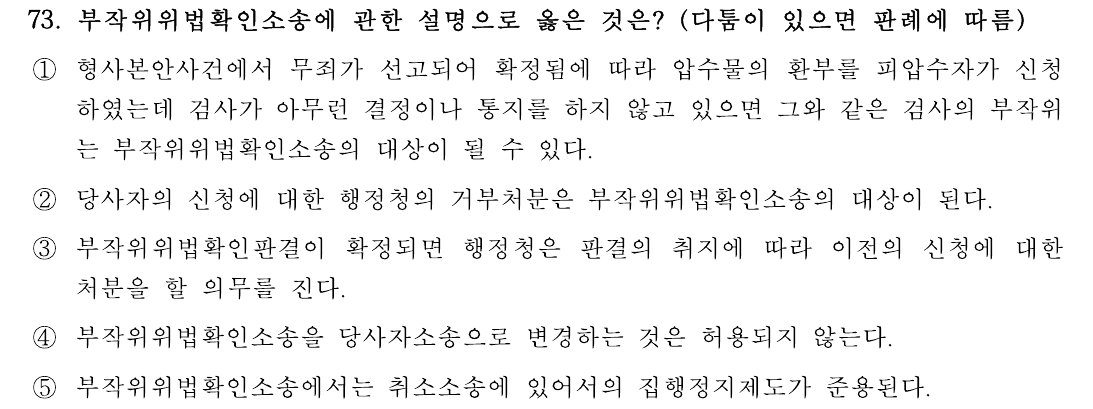 73. 부작위위법확인소송에 관한 설명으로 옳은 것은? (다툼이 있으면 판례에 따름)
① 형사본안사건에서 무죄가 선고되어 확정됨에 따라 압수물의 환부를 피압수자가 신청
하였는데 검사가 아무런 결정이나 통지를 하지 않고 있으면 그와 같은 검사의 부작위
는 부작위위법확인소송의 대상이 될 수 있다.
② 당사자의 신청에 대한 행정청의 거부처분은 부작위위법확인소송의 대상이 된다.
③ 부작위위법확인판결이 확정되면 행정청은 판결의 취지에 따라 이전의 신청에 대한
처분을 할 의무를 진다.
④ 부작위위법확인소송을 당사자소송으로 변경하는 것은 허용되지 않는다.
⑤ 부작위위법확인소송에서는 취소소송에 있어서의 집행정지제도가 준용된다.